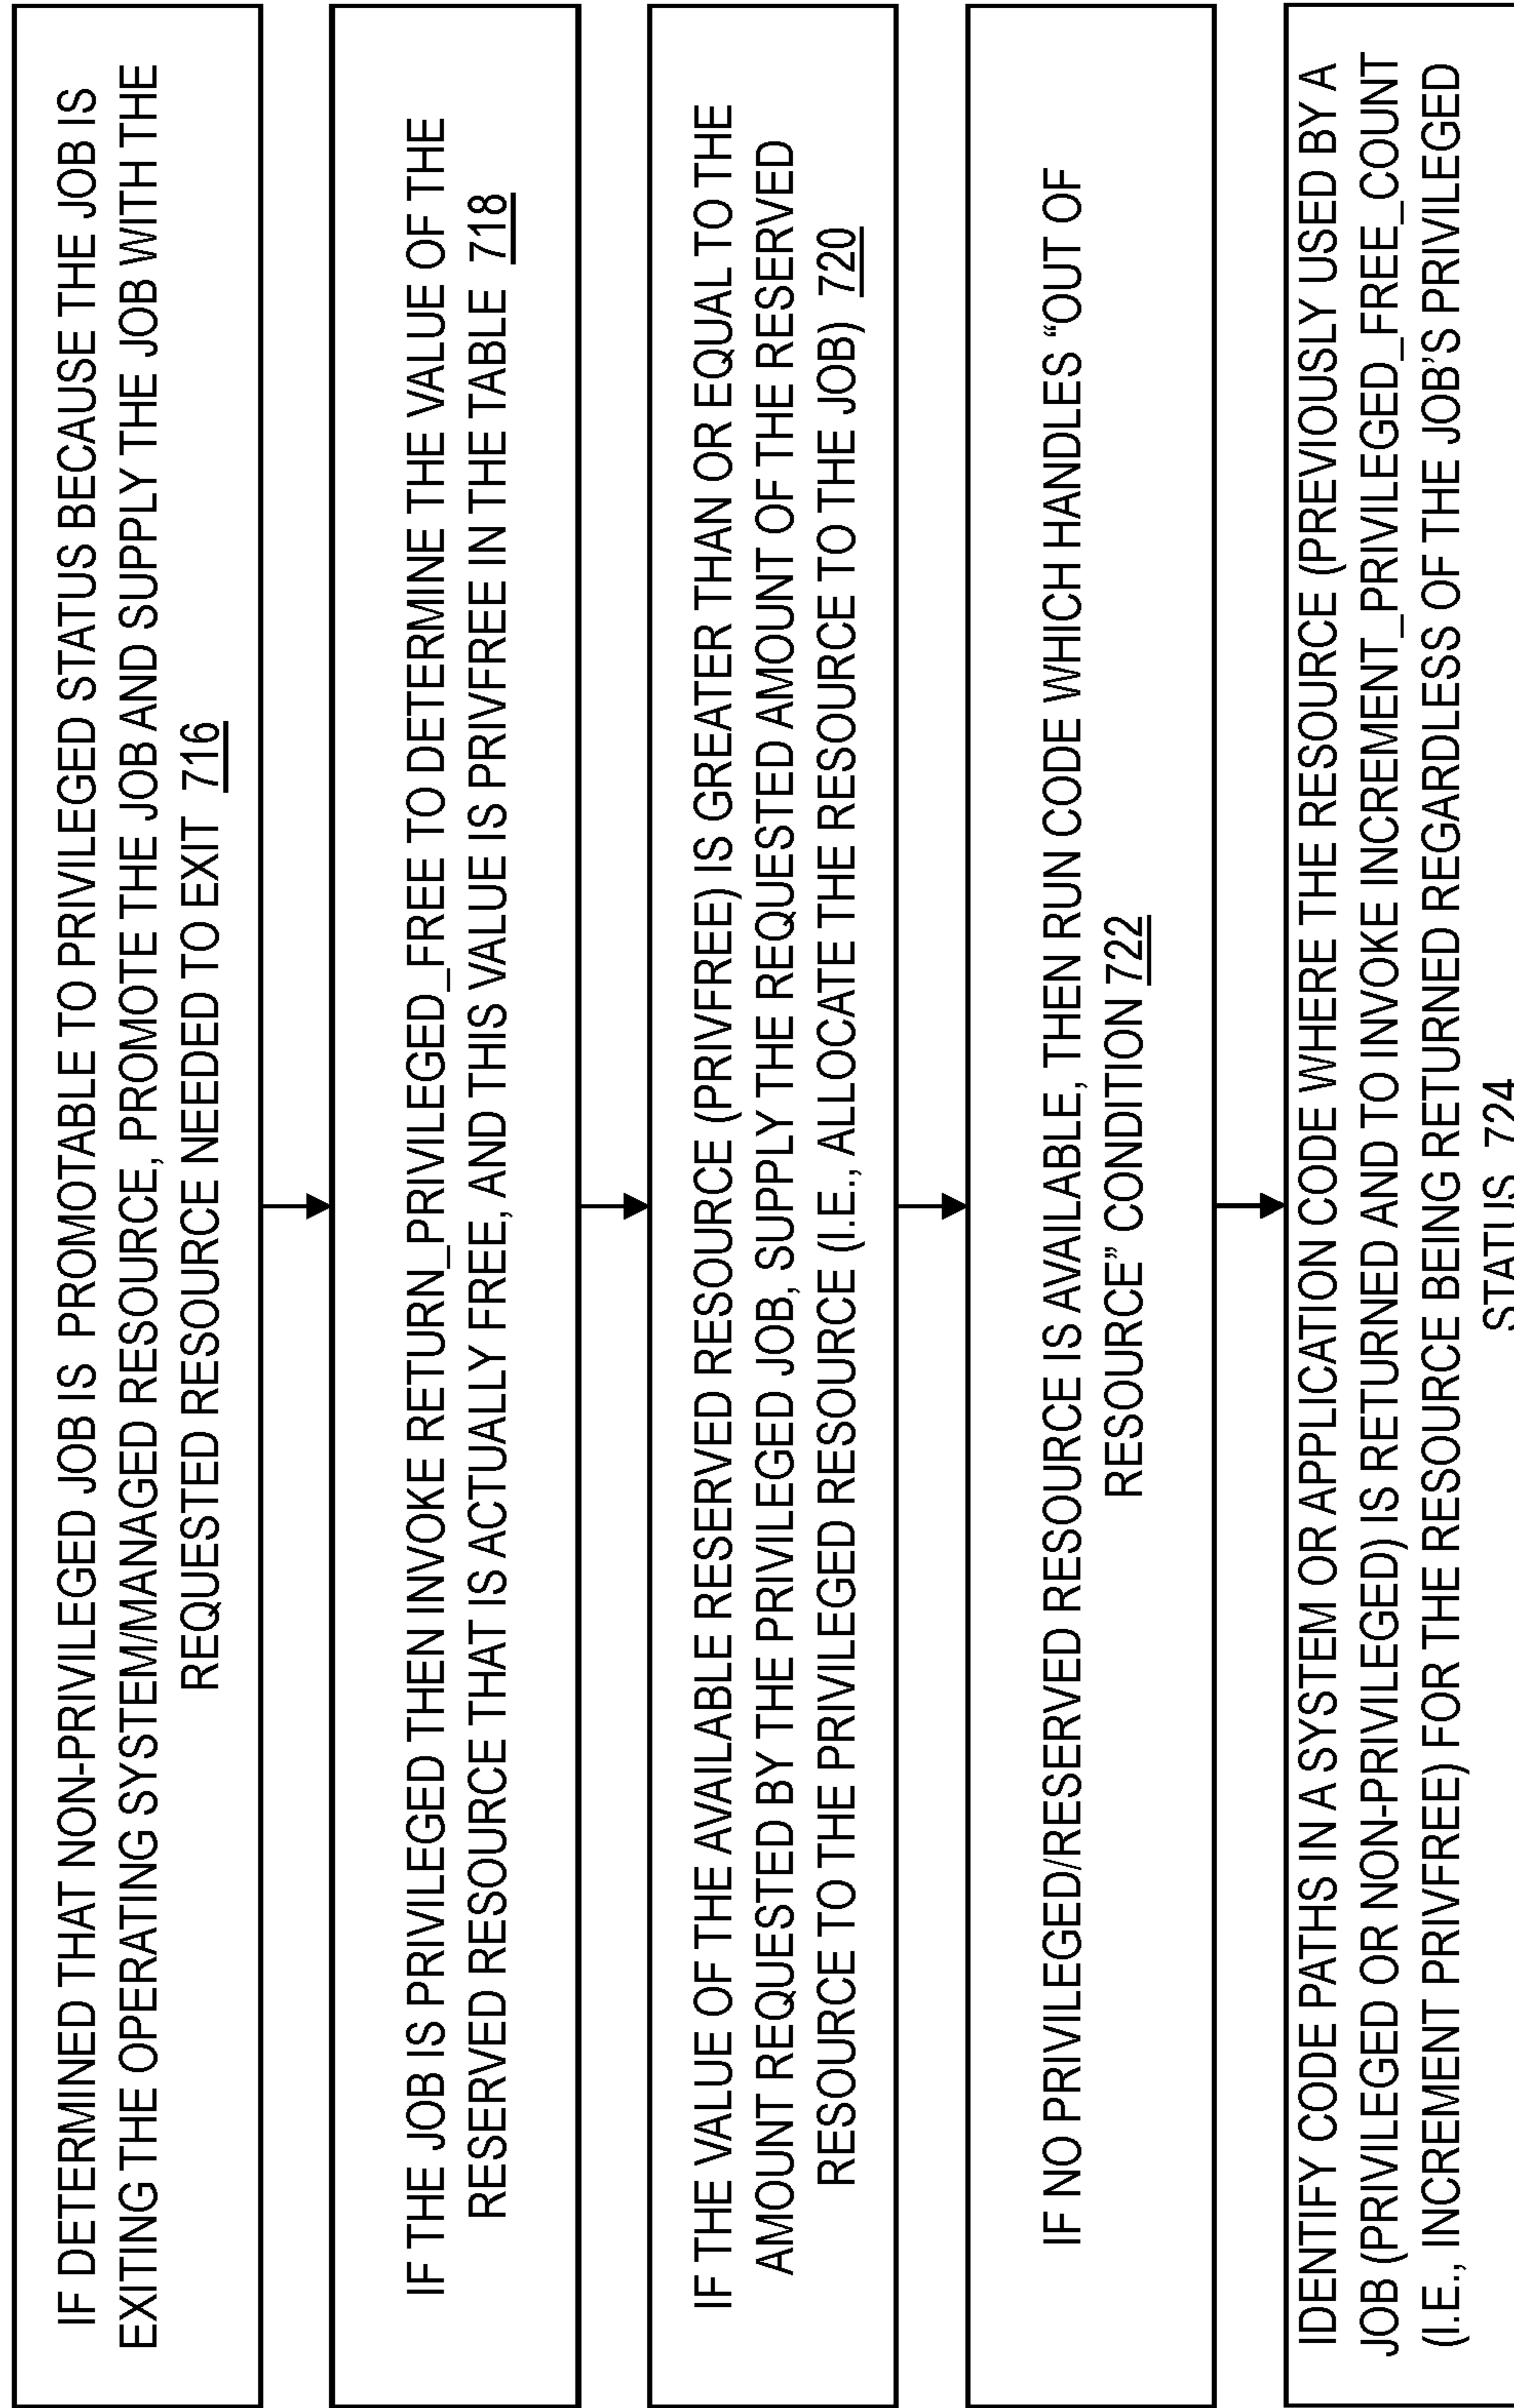 IF DETERMINED THAT NON-PRIVILEGED JOB IS PROMOTABLE TO PRIVILEGED STATUS BECAUSE THE JOB IS
EXITING THE OPERATING SYSTEM/MANAGED RESOURCE, PROMOTE THE JOB AND SUPPLY THE JOB WITH THE
REQUESTED RESOURCE NEEDED TO EXIT 716
IF THE JOB IS PRIVILEGED THEN INVOKE RETURN_PRIVILEGED_FREE TO DETERMINE THE VALUE OF THE
RESERVED RESOURCE THAT IS ACTUALLY FREE, AND THIS VALUE IS PRIVFREE IN THE TABLE 718
IF THE VALUE OF THE AVAILABLE RESERVED RESOURCE (PRIVFREE) IS GREATER THAN OR EQUAL TO THE
AMOUNT REQUESTED BY THE PRIVILEGED JOB, SUPPLY THE REQUESTED AMOUNT OF THE RESERVED
RESOURCE TO THE PRIVILEGED RESOURCE (I.E., ALLOCATE THE RESOURCE TO THE JOB) 720
IF NO PRIVILEGED/RESERVED RESOURCE IS AVAILABLE, THEN RUN CODE WHICH HANDLES “OUT OF
RESOURCE” CONDITION 722
IDENTIFY CODE PATHS IN A SYSTEM OR APPLICATION CODE WHERE THE RESOURCE (PREVIOUSLY USED BY A
JOB (PRIVILEGED OR NON-PRIVILEGED) IS RETURNED AND TO INVOKE INCREMENT_PRIVILEGED_FREE_COUNT
(I.E., INCREMENT PRIVFREE) FOR THE RESOURCE BEING RETURNED REGARDLESS OF THE JOB’S PRIVILEGED
STATUS 724